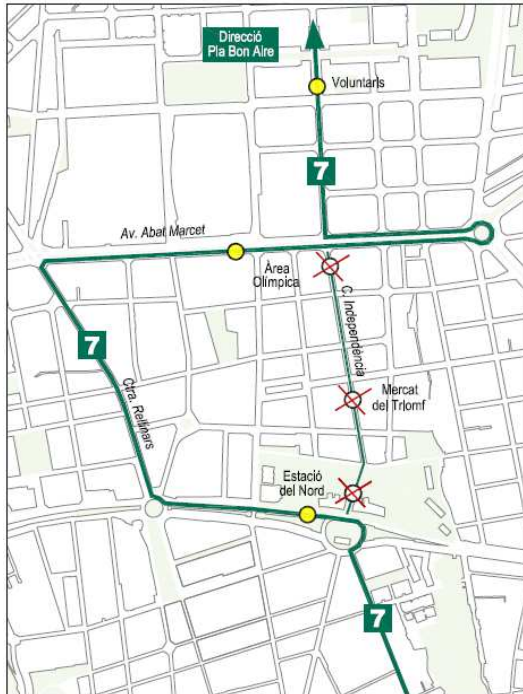 Direcció
Pla Bon Aire
Voluntaris
7
Av. Abat Marcet
Àrea
Olímpica
C. Independència
7
Ctra. Rellinars
Mercat
del Triomf
Estació
del Nord
7